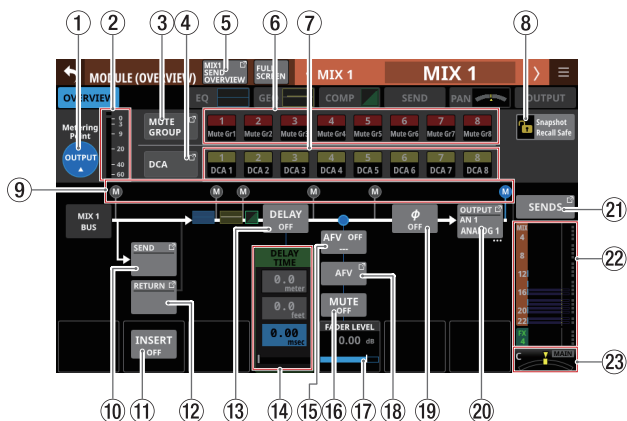 1 2 3 4 5 6 7 8
MODULE (OVERVIEW)
MIX1 SEND OVERVIEW
FULL SCREEN
MIX 1
MIX 1
OVERVIEW
EQ
COMP
SEND
PAN
OUTPUT
Metering Point
OUTPUT
0
3
9
20
40
60
MUTE GROUP
1 2 3 4 5 6 7 8
Mute Gr1 Mute Gr2 Mute Gr3 Mute Gr4 Mute Gr5 Mute Gr6 Mute Gr7 Mute Gr8
DCA
1 2 3 4 5 6 7 8
DCA 1 DCA 2 DCA 3 DCA 4 DCA 5 DCA 6 DCA 7 DCA 8
Snapshot Recall Safe
9
M M M M M M
MIX 1 BUS
DELAY OFF
ϕ OFF
OUTPUT
AN 1
ANALOG 1
...
SENDS
21
SEND
RETURN
INSERT OFF
DELAY TIME
0.0 meter
0.0 feet
0.00 msec
AFV OFF
---
AFV
MUTE OFF
FADER LEVEL
0.00 dB
MIX
4
8
12
16
20
22
FX
4
22
C
MAIN
23
10 11 12 13 14 15 16 17 18 19 20